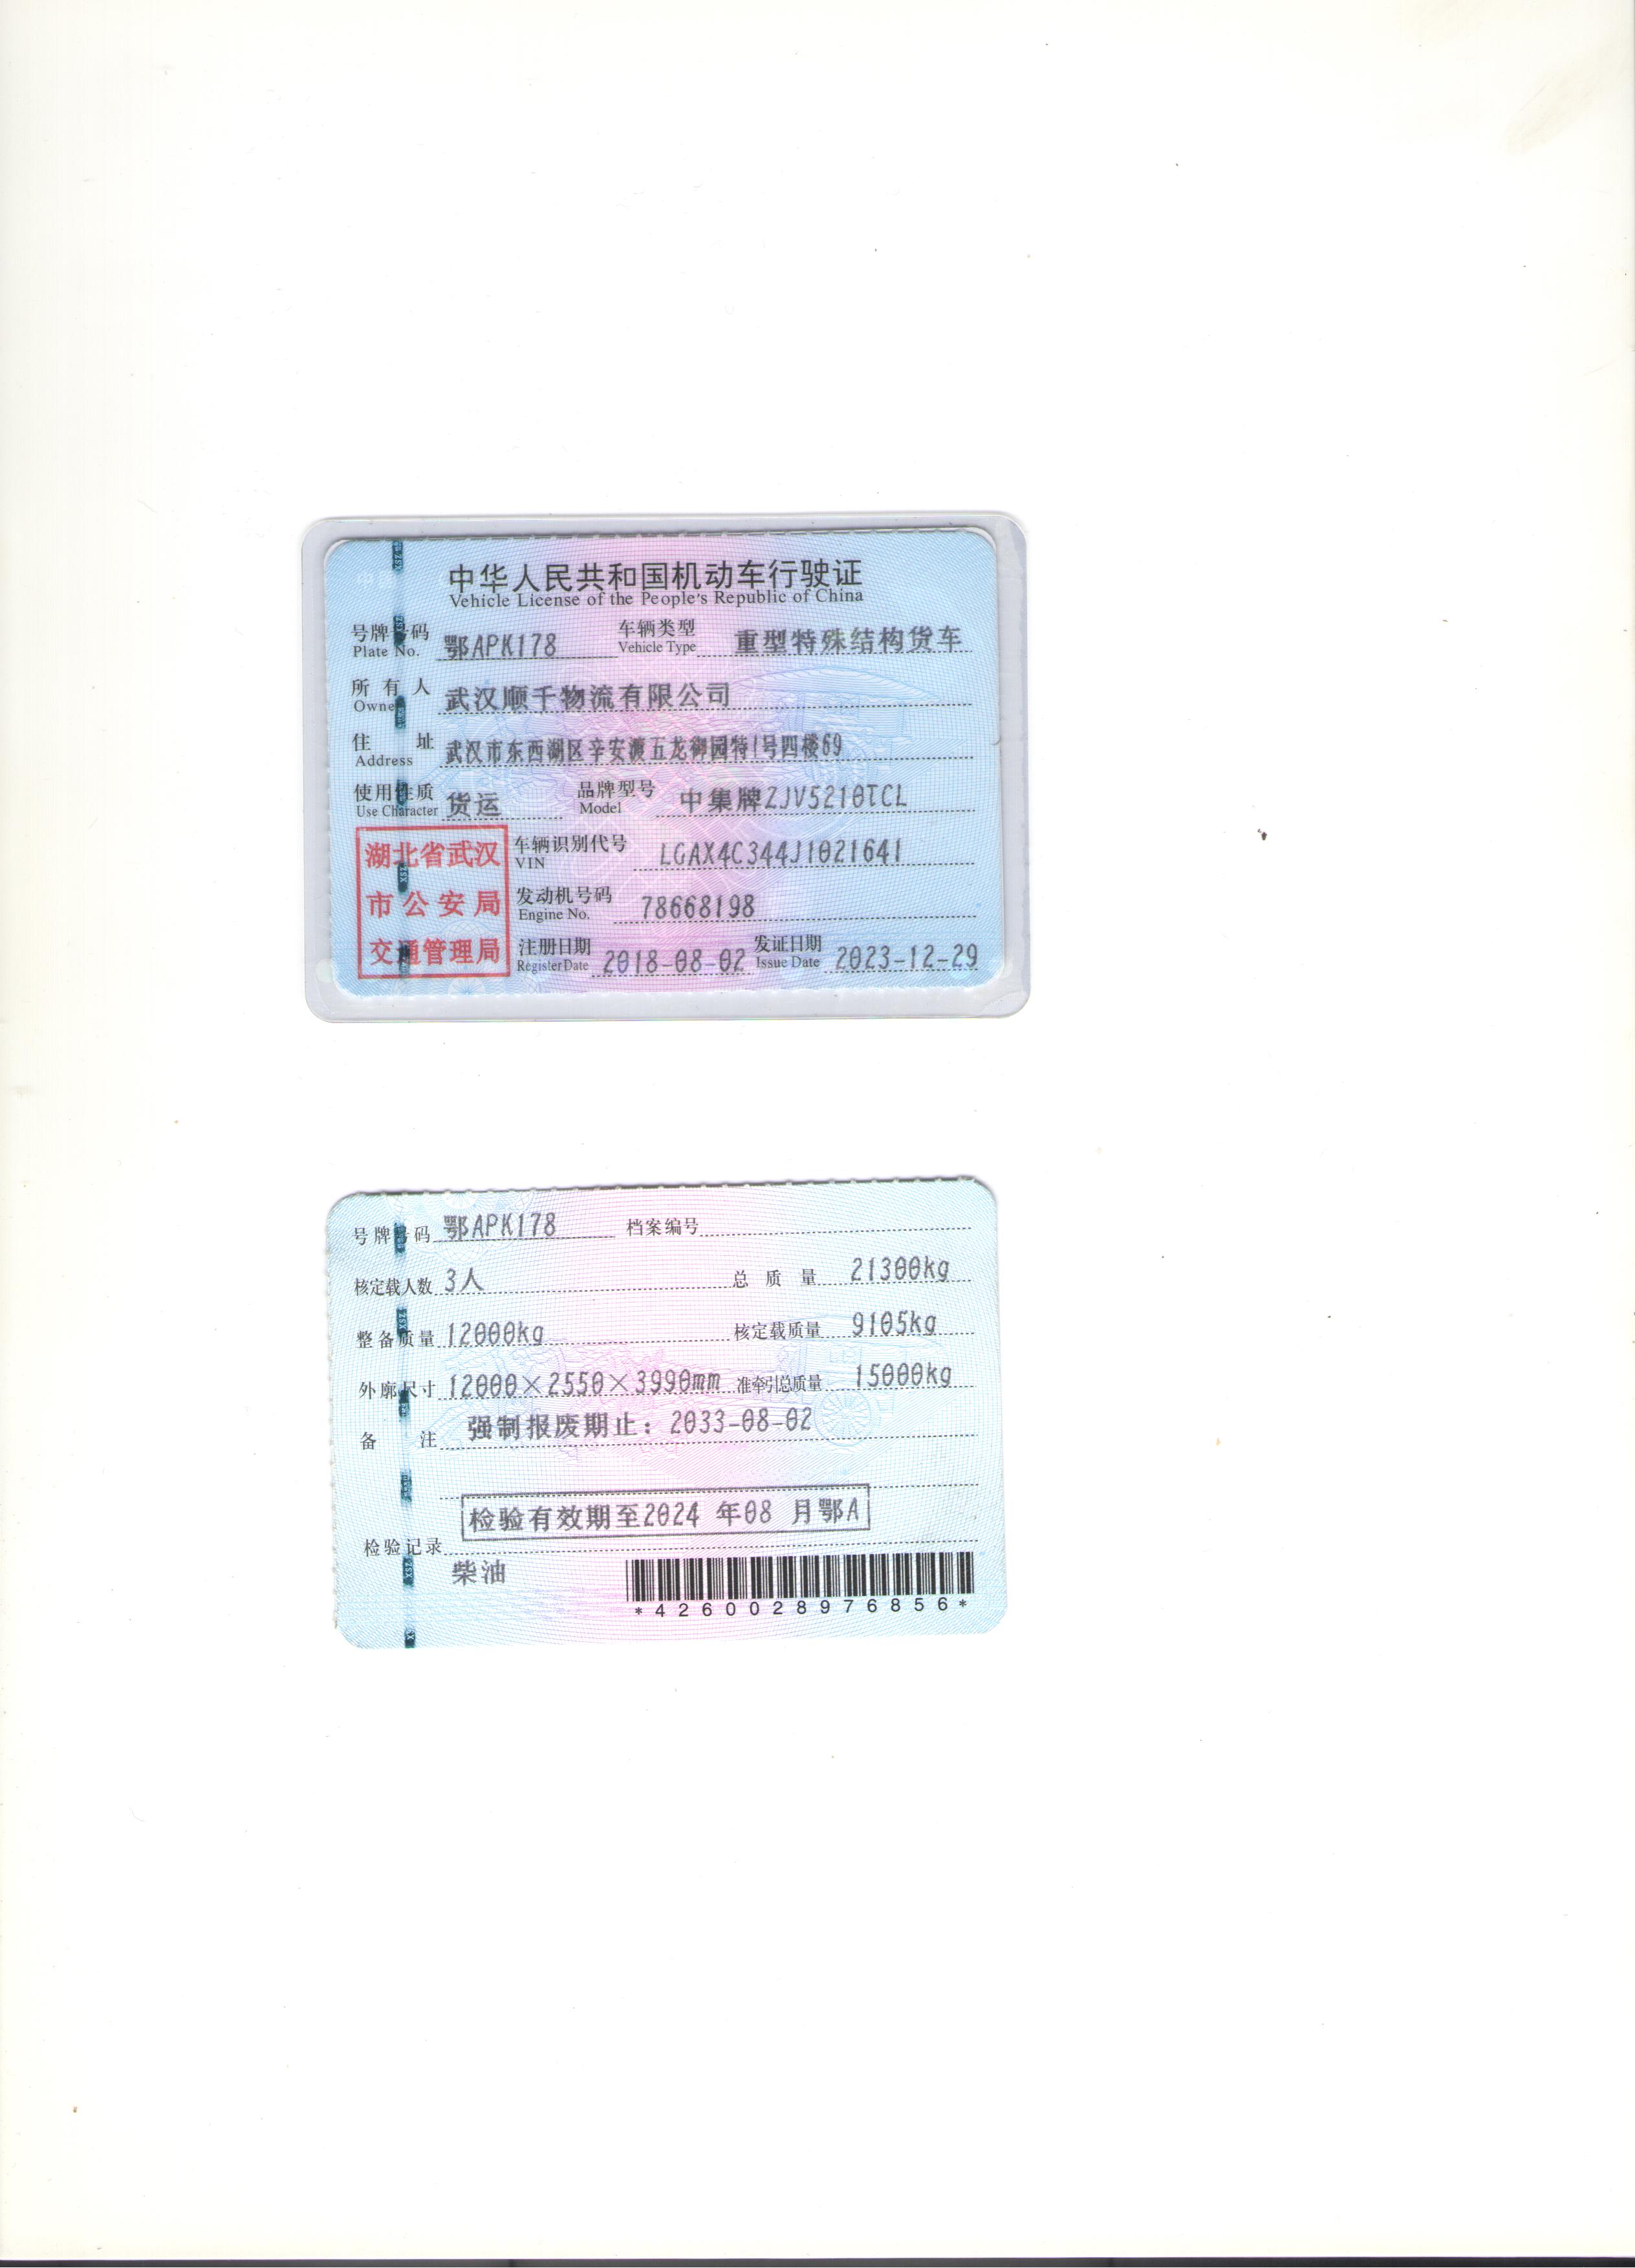 中华人民共和国机动车行驶证
Vehicle License of the People's Republic of China
号牌号码 鄂APK178 车辆类型 重型特殊结构货车
Plate No. Vehicle Type
所有人 武汉顺千物流有限公司
Owner
住址 武汉市东西湖区辛安渡五龙御园特1号四楼69
Address
使用性质 货运 品牌型号 中集牌ZJV5210TCL
Use Character Model
湖北省武汉
市公安局
交通管理局
车辆识别代号 LGAX4C344J1021641
VIN
发动机号码 78668198
Engine No.
注册日期 2018-08-02 发证日期 2023-12-29
Register Date Issue Date
号牌号码 鄂APK178 档案编号
核定载人数 3人 总质量 21300kg
整备质量 12000kg 核定载质量 9105kg
外廓尺寸 12000×2550×3990mm 准牵引总质量 15000kg
备注 强制报废期止：2033-08-02
检验有效期至2024 年08 月鄂A
检验记录
柴油
*4260028976856*